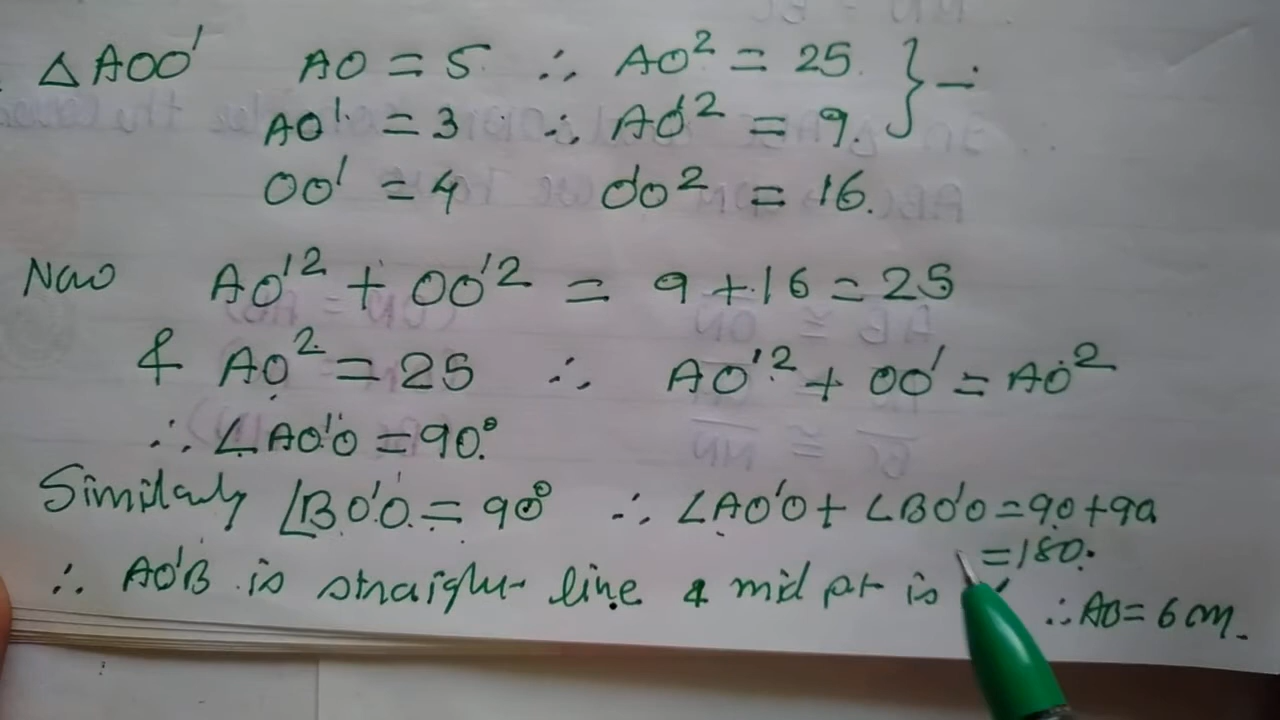 △ AOO' AO = 5 ∴ AO² = 25 } —
AO' = 3 ∴ AO'² = 9.
OO' = 4 OO'² = 16.
Now AO'² + OO'² = 9 + 16 = 25
& AO² = 25 ∴ AO'² + OO' = AO²
∴ ∠AO'O = 90°
Similarly ∠BO'O = 90° ∴ ∠AO'O + ∠BO'O = 90 + 90
= 180.
∴ AO'B is straight line & mid pt is
∴ AB = 6 cm.